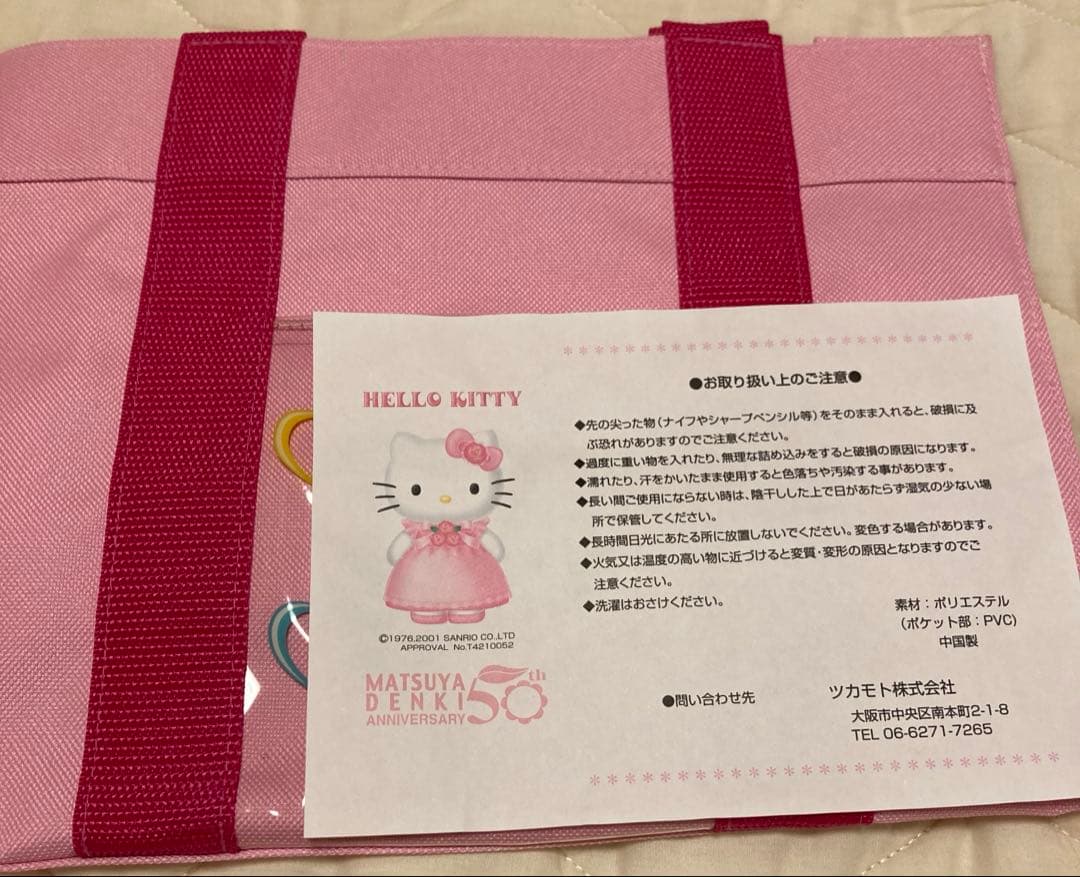 HELLO KITTY
©1976,2001 SANRIO CO.,LTD
APPROVAL No.T4210052
MATSUYA
DENKI
ANNIVERSARY
50th
●お取り扱い上のご注意●
◆先の尖った物(ナイフやシャープペンシル等)をそのまま入れると、破損に及
ぶ恐れがありますのでご注意ください。
◆過度に重い物を入れたり、無理な詰め込みをすると破損の原因になります。
◆濡れたり、汗をかいたまま使用すると色落ちや汚染する事があります。
◆長い間ご使用にならない時は、陰干しした上で日があたらず湿気の少ない場
所で保管してください。
◆長時間日光にあたる所に放置しないでください。変色する場合があります。
◆火気又は温度の高い物に近づけると変質・変形の原因となりますのでご
注意ください。
◆洗濯はおさけください。
素材:ポリエステル
(ポケット部:PVC)
中国製
●問い合わせ先
ツカモト株式会社
大阪市中央区南本町2-1-8
TEL 06-6271-7265